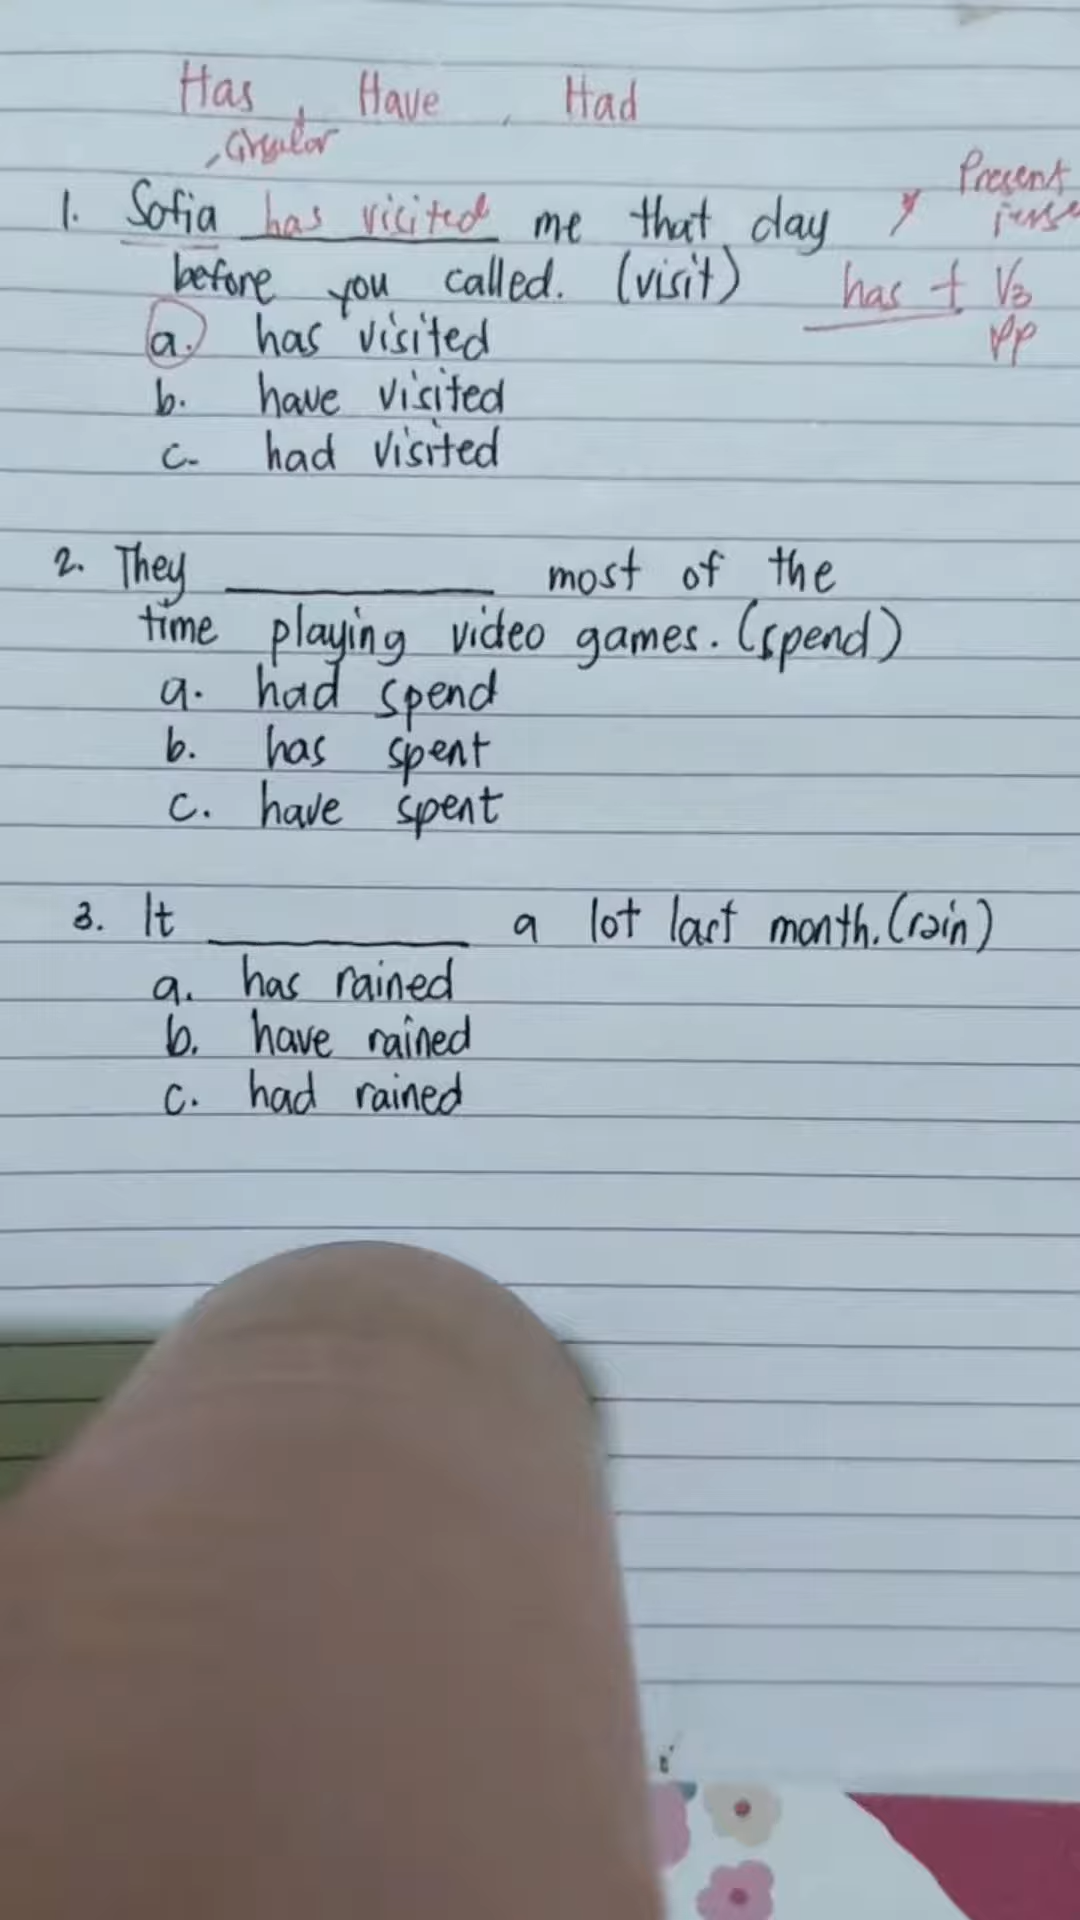 Has, Have, Had
1. Sofia has visited me that day
Present
before you called. (visit)
has + V3
pp
a. has visited
b. have visited
c. had visited
2. They ________ most of the
time playing video games. (spend)
a. had spend
b. has spent
c. have spent
3. It ________ a lot last month. (rain)
a. has rained
b. have rained
c. had rained